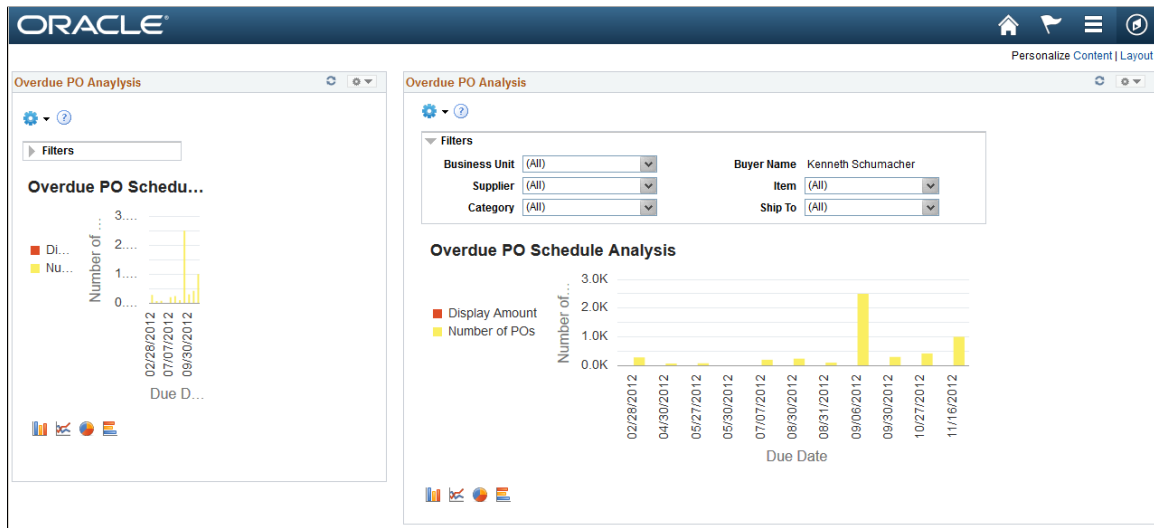 ORACLE
Personalize Content | Layout
Overdue PO Anaylysis
Filters
Overdue PO Schedu...
3....
2....
1....
0....
Number of ...
Di...
Nu...
02/28/2012
07/07/2012
09/30/2012
Due D...
Overdue PO Analysis
Filters
Business Unit (All) Buyer Name Kenneth Schumacher
Supplier (All) Item (All)
Category (All) Ship To (All)
Overdue PO Schedule Analysis
3.0K
2.0K
1.0K
0.0K
Number of...
Display Amount
Number of POs
02/28/2012
04/30/2012
05/27/2012
05/30/2012
07/07/2012
08/30/2012
08/31/2012
09/06/2012
09/30/2012
10/27/2012
11/16/2012
Due Date